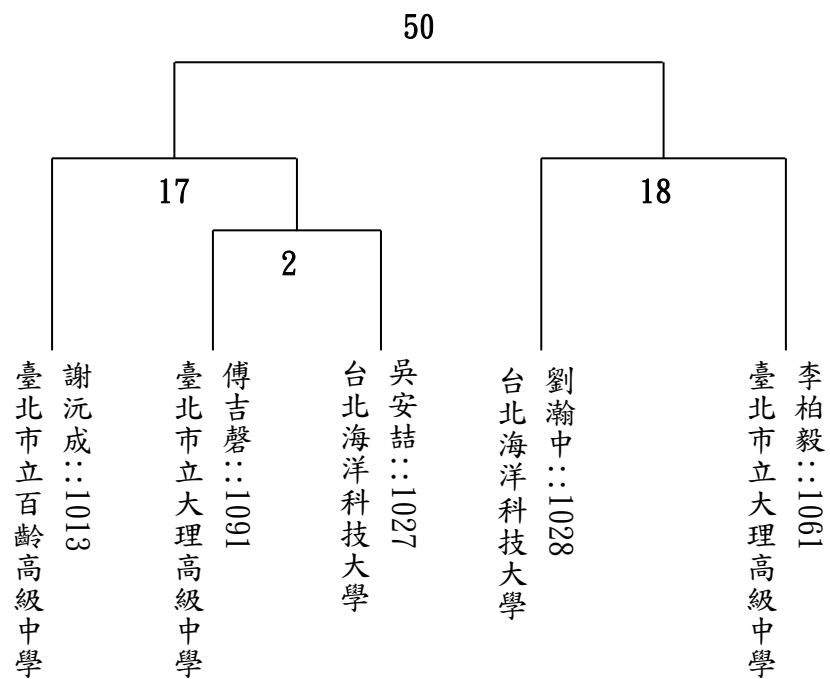 50
17
18
2
謝沅成::1013
臺北市立百齡高級中學
傅吉磬::1091
臺北市立大理高級中學
吳安喆::1027
台北海洋科技大學
劉瀚中::1028
台北海洋科技大學
李柏毅::1061
臺北市立大理高級中學